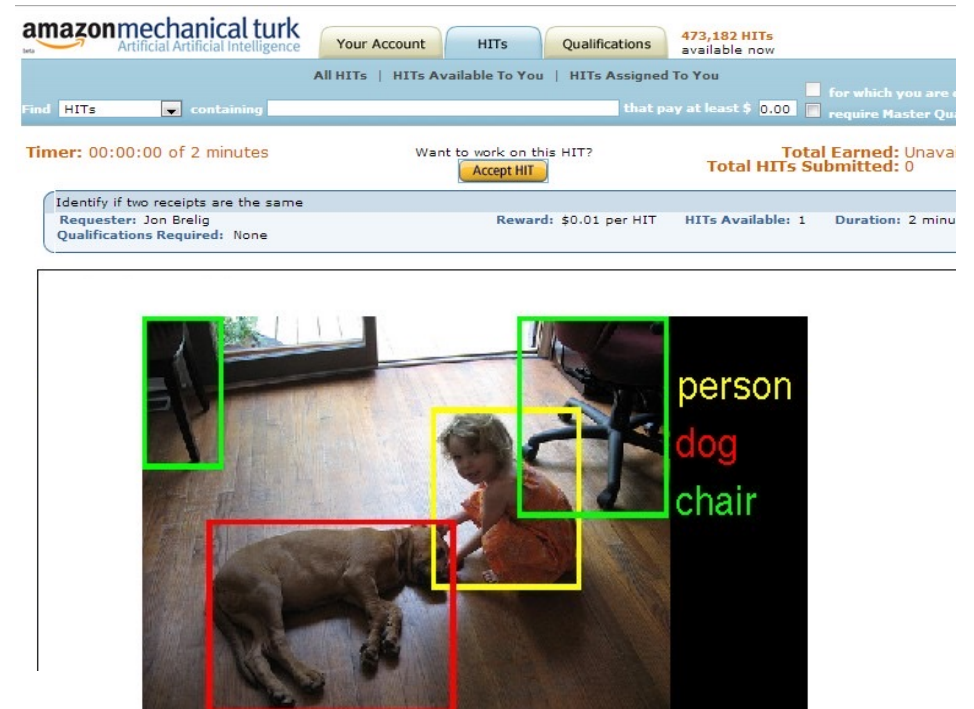 amazonmechanical turk
beta
Artificial Artificial Intelligence
Your Account
HITs
Qualifications
473,182 HITs
available now
All HITs | HITs Available To You | HITs Assigned To You
Find HITs containing that pay at least $ 0.00
for which you are
require Master
Timer: 00:00:00 of 2 minutes
Want to work on this HIT?
Accept HIT
Total Earned:
Total HITs Submitted: 0
Identify if two receipts are the same
Requester: Jon Brelig
Reward: $0.01 per HIT
HITs Available: 1
Duration: 2
Qualifications Required: None
person
dog
chair